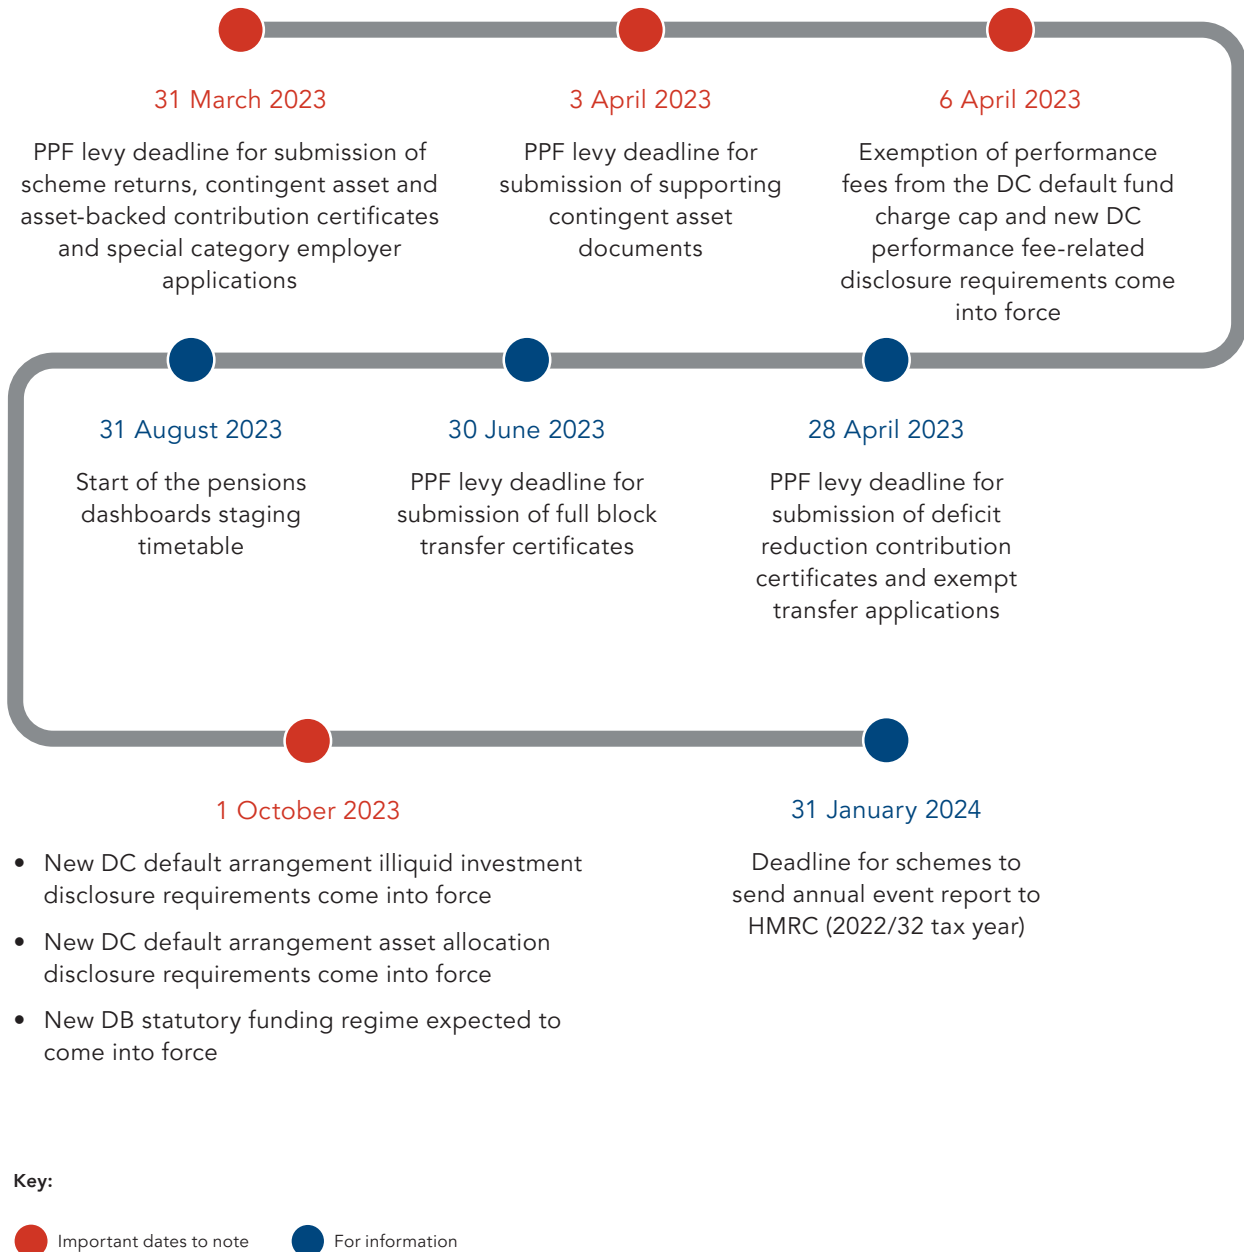 31 March 2023
PPF levy deadline for submission of
scheme returns, contingent asset and
asset-backed contribution certificates
and special category employer
applications
3 April 2023
PPF levy deadline for
submission of supporting
contingent asset
documents
6 April 2023
Exemption of performance
fees from the DC default fund
charge cap and new DC
performance fee-related
disclosure requirements come
into force
31 August 2023
Start of the pensions
dashboards staging
timetable
30 June 2023
PPF levy deadline for
submission of full block
transfer certificates
28 April 2023
PPF levy deadline for
submission of deficit
reduction contribution
certificates and exempt
transfer applications
1 October 2023
• New DC default arrangement illiquid investment
disclosure requirements come into force
• New DC default arrangement asset allocation
disclosure requirements come into force
• New DB statutory funding regime expected to
come into force
31 January 2024
Deadline for schemes to
send annual event report to
HMRC (2022/32 tax year)
Key:
Important dates to note
For information